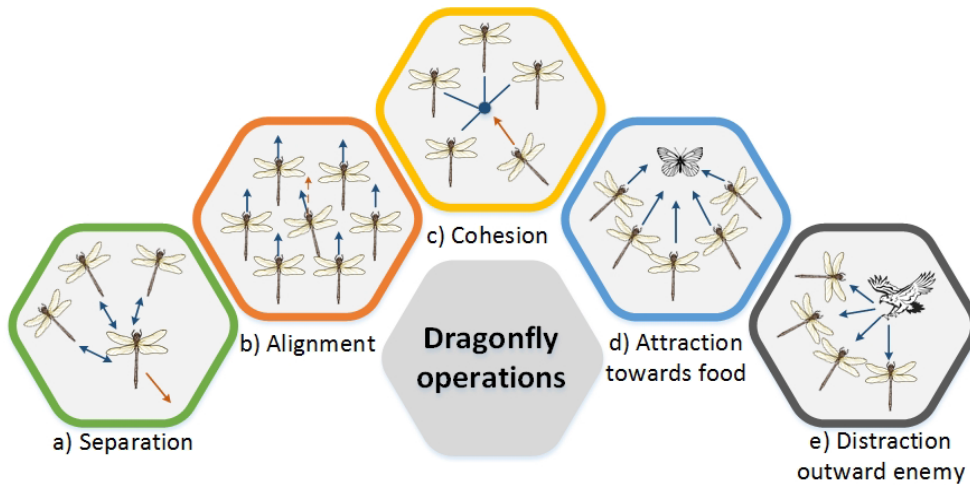 a) Separation
b) Alignment
c) Cohesion
d) Attraction
towards food
e) Distraction
outward enemy
Dragonfly
operations